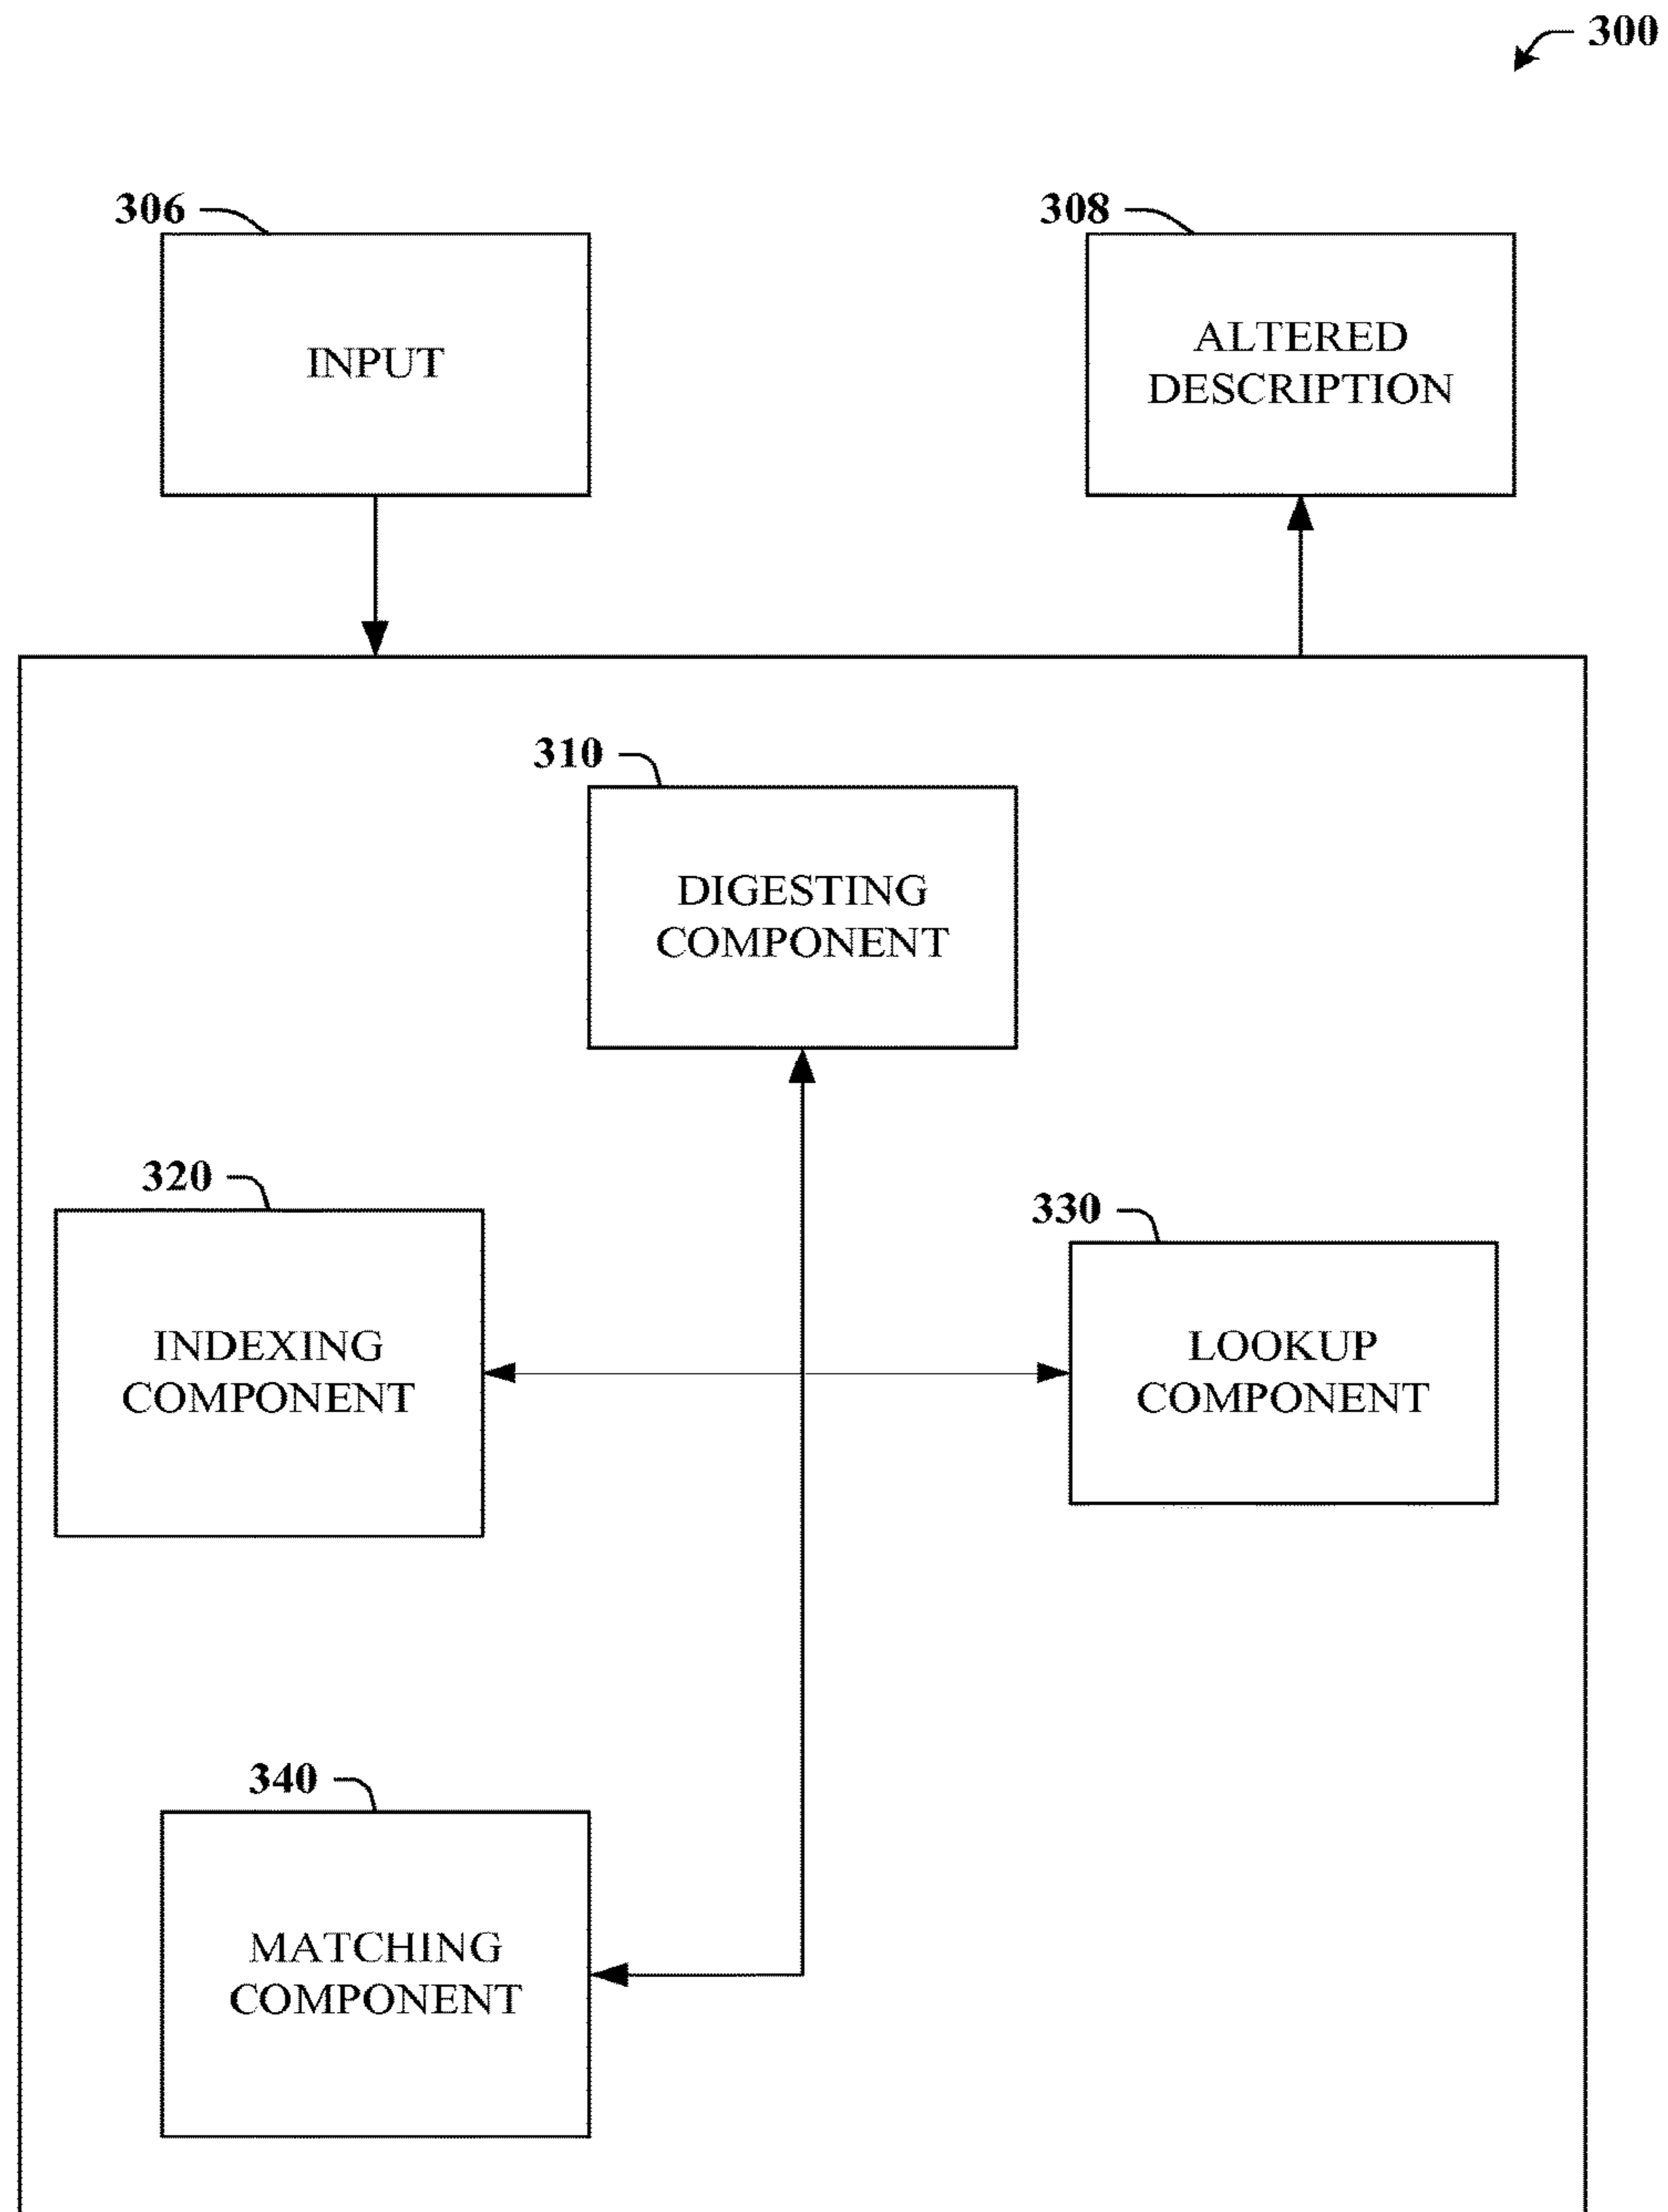 300
306
INPUT
308
ALTERED
DESCRIPTION
310
DIGESTING
COMPONENT
320
INDEXING
COMPONENT
330
LOOKUP
COMPONENT
340
MATCHING
COMPONENT